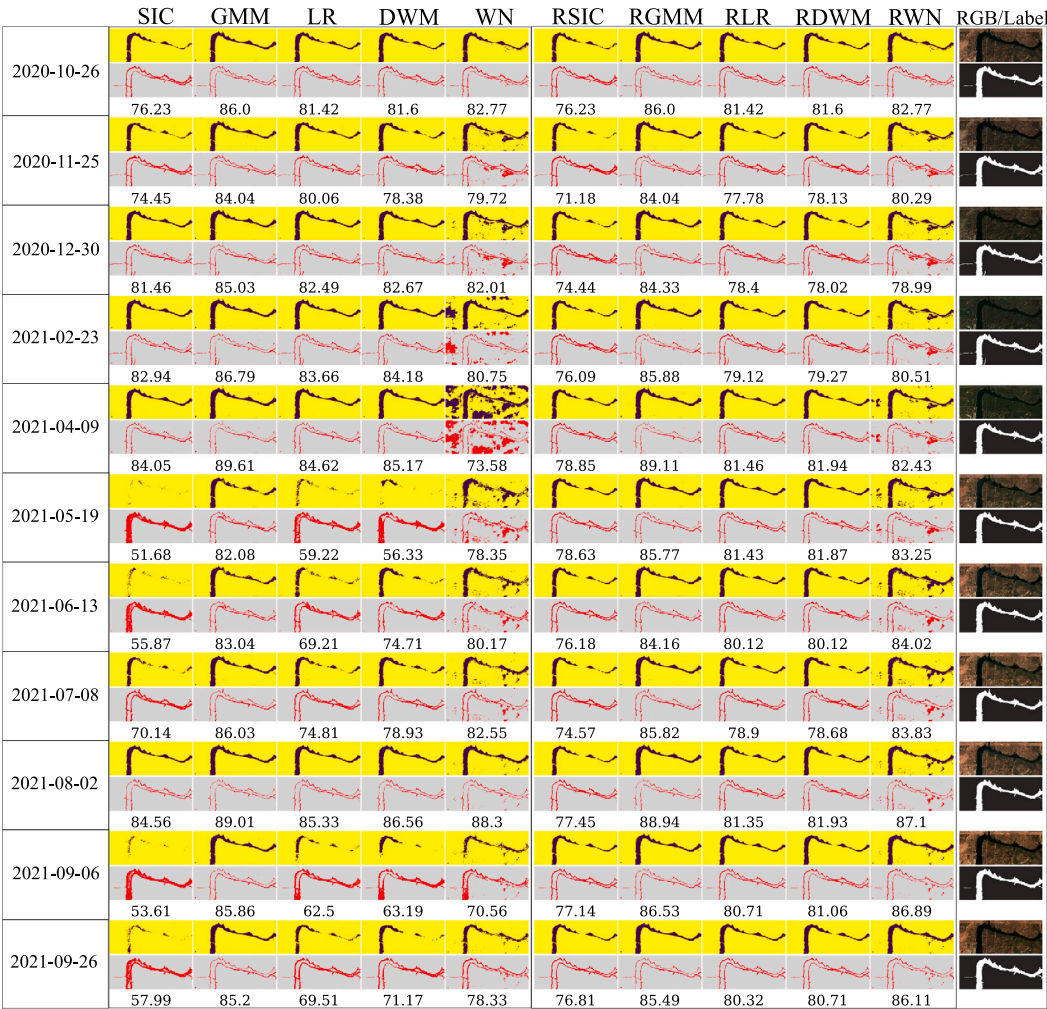 SIC GMM LR DWM WN RSIC RGMM RLR RDWM RWN RGB/Label
2020-10-26
76.23 86.0 81.42 81.6 82.77 76.23 86.0 81.42 81.6 82.77
2020-11-25
74.45 84.04 80.06 78.38 79.72 71.18 84.04 77.78 78.13 80.29
2020-12-30
81.46 85.03 82.49 82.67 82.01 74.44 84.33 78.4 78.02 78.99
2021-02-23
82.94 86.79 83.66 84.18 80.75 76.09 85.88 79.12 79.27 80.51
2021-04-09
84.05 89.61 84.62 85.17 73.58 78.85 89.11 81.46 81.94 82.43
2021-05-19
51.68 82.08 59.22 56.33 78.35 78.63 85.77 81.43 81.87 83.25
2021-06-13
55.87 83.04 69.21 74.71 80.17 76.18 84.16 80.12 80.12 84.02
2021-07-08
70.14 86.03 74.81 78.93 82.55 74.57 85.82 78.9 78.68 83.83
2021-08-02
84.56 89.01 85.33 86.56 88.3 77.45 88.94 81.35 81.93 87.1
2021-09-06
53.61 85.86 62.5 63.19 70.56 77.14 86.53 80.71 81.06 86.89
2021-09-26
57.99 85.2 69.51 71.17 78.33 76.81 85.49 80.32 80.71 86.11